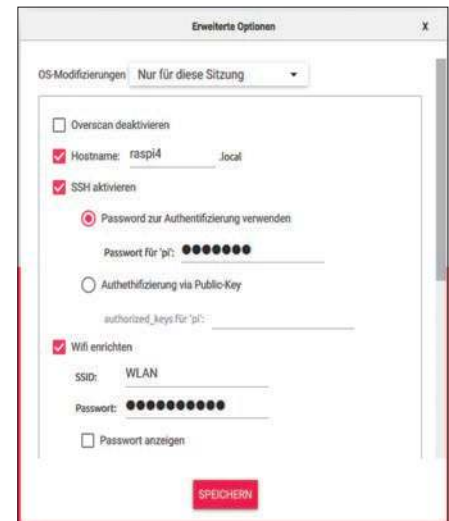 Erweiterte Optionen X
OS-Modifizierungen Nur für diese Sitzung
Overscan deaktivieren
Hostname: raspi4 .local
SSH aktivieren
Password zur Authentifizierung verwenden
Passwort für 'pi': ●●●●●●●
Authethifizierung via Public-Key
authorized_keys für 'pi':
Wifi enrichten
SSID: WLAN
Passwort: ●●●●●●●●●●
Passwort anzeigen
SPEICHERN